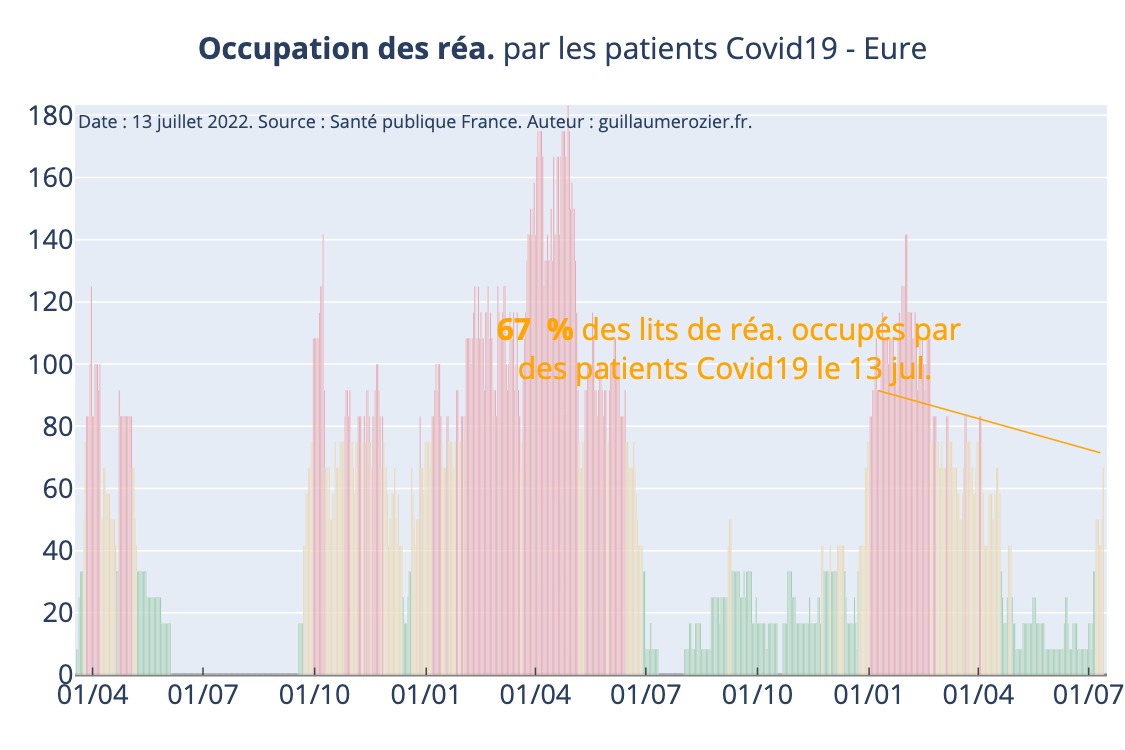 Occupation des réa. par les patients Covid19 - Eure
180
Date : 13 juillet 2022. Source : Santé publique France. Auteur : guillaumerozier.fr.
160
140
120
67 % des lits de réa. occupés par
des patients Covid19 le 13 jul.
100
80
60
40
20
0
01/04 01/07 01/10 01/01 01/04 01/07 01/10 01/01 01/04 01/07